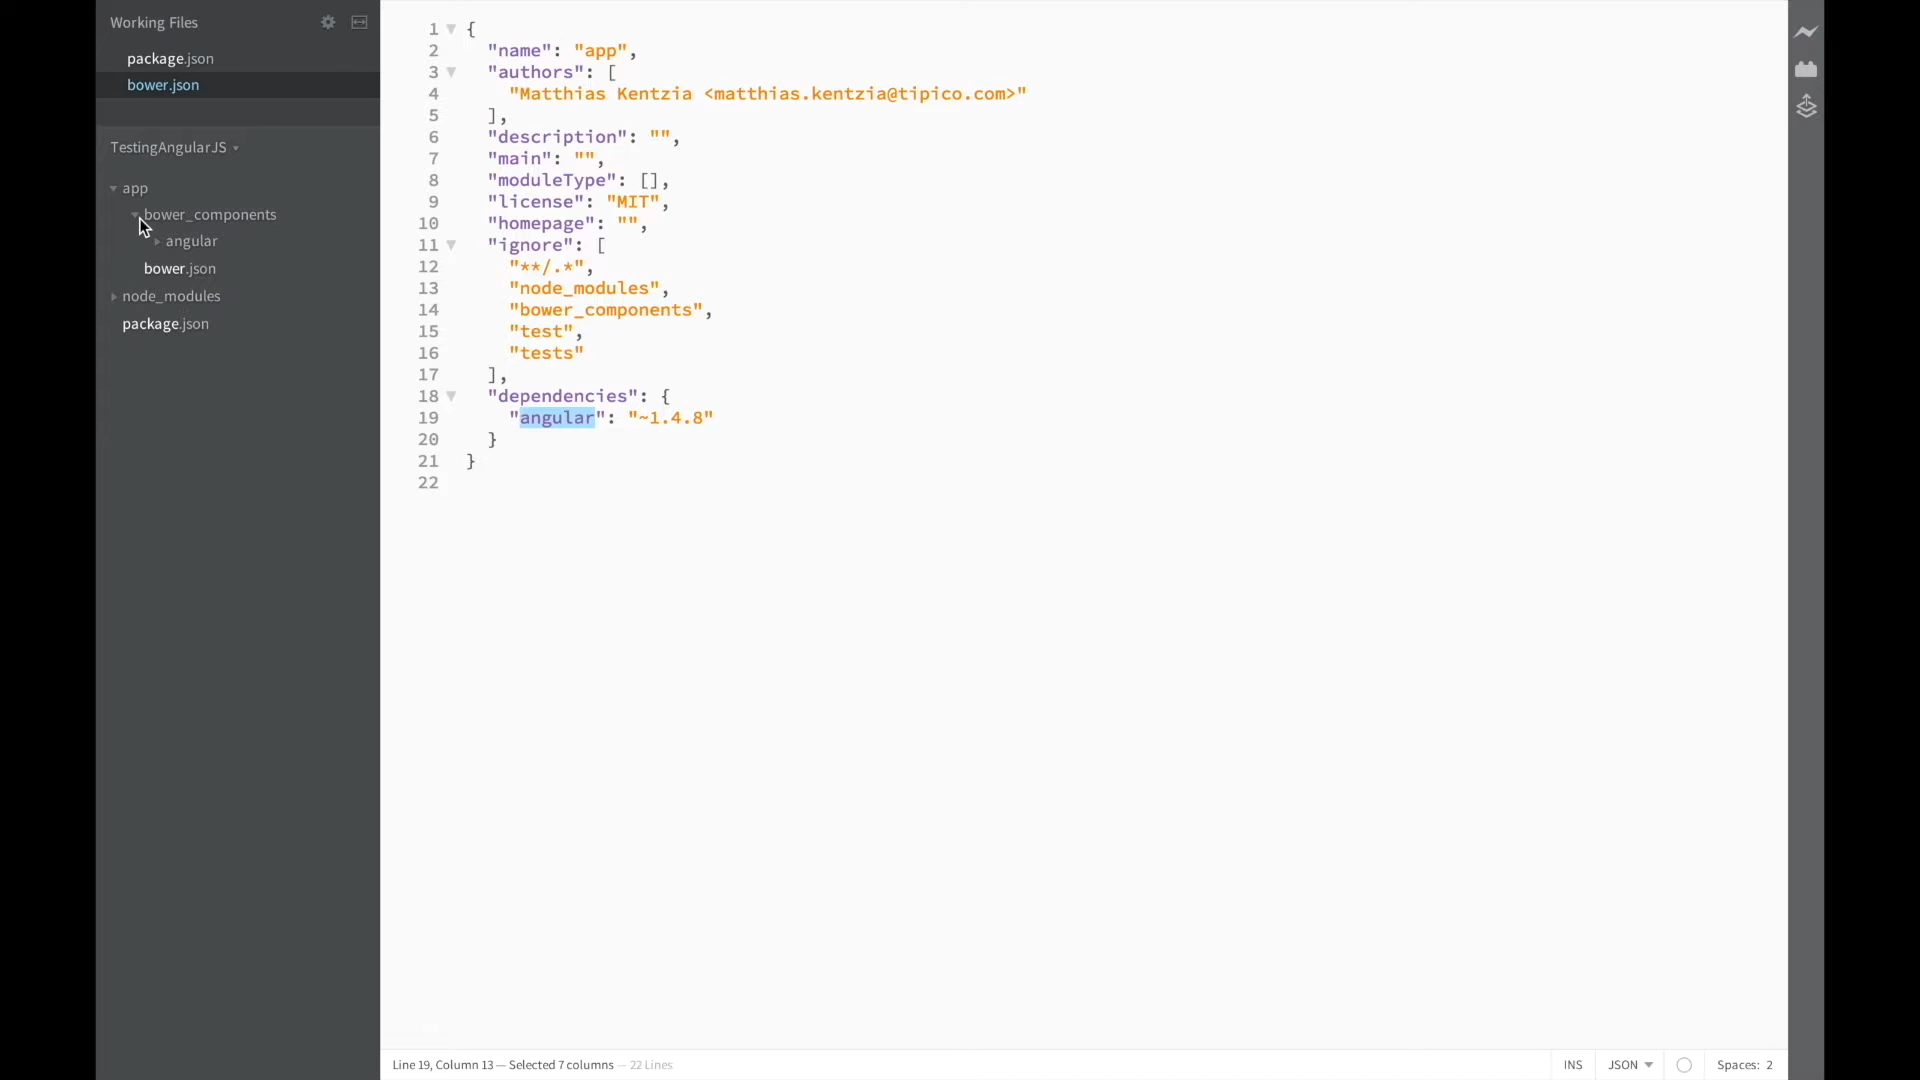 Working Files
package.json
bower.json
TestingAngularJS
app
bower_components
angular
bower.json
node_modules
package.json
1 {
2 "name": "app",
3 "authors": [
4 "Matthias Kentzia <matthias.kentzia@tipico.com>"
5 ],
6 "description": "",
7 "main": "",
8 "moduleType": [],
9 "license": "MIT",
10 "homepage": "",
11 "ignore": [
12 "**/.*",
13 "node_modules",
14 "bower_components",
15 "test",
16 "tests"
17 ],
18 "dependencies": {
19 "angular": "~1.4.8"
20 }
21 }
22
Line 19, Column 13 — Selected 7 columns — 22 Lines
INS JSON Spaces: 2